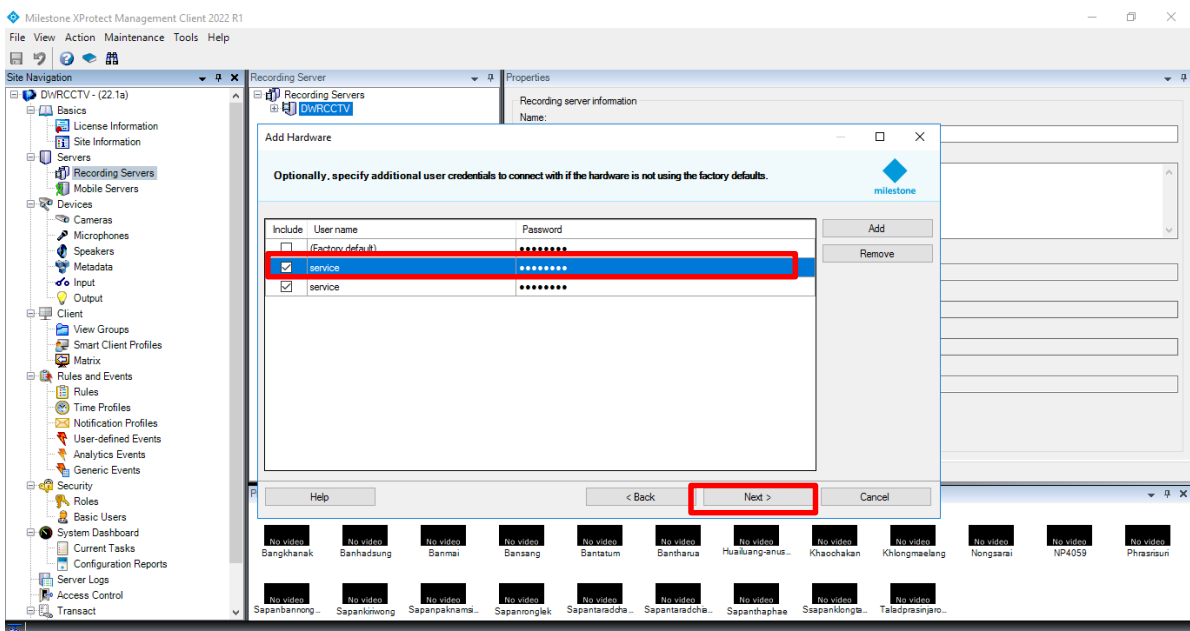 Milestone XProtect Management Client 2022 R1
File View Action Maintenance Tools Help
Site Navigation
DWRCCTV - (22.1a)
Basics
License Information
Site Information
Servers
Recording Servers
Mobile Servers
Devices
Cameras
Microphones
Speakers
Metadata
Input
Output
Client
View Groups
Smart Client Profiles
Matrix
Rules and Events
Rules
Time Profiles
Notification Profiles
User-defined Events
Analytics Events
Generic Events
Security
Roles
Basic Users
System Dashboard
Current Tasks
Configuration Reports
Server Logs
Access Control
Transact
Recording Server
Recording Servers
DWRCCTV
Properties
Recording server information
Name:
Add Hardware
Optionally, specify additional user credentials to connect with if the hardware is not using the factory defaults.
milestone
Include User name Password
(Factory default) ••••••••
service ••••••••
service ••••••••
Add
Remove
Help < Back Next > Cancel
No video No video No video No video No video No video No video No video No video No video No video No video
Bangkhanak Banhadsung Banmai Bansang Bantatum Bantharua Huailuang-anus... Khaochakan Khlongmaelang Nongsarai NP4059 Phrasrisuri
No video No video No video No video No video No video No video No video No video
Sapanbannong... Sapankiriwong Sapanpaknamsi... Sapanronglek Sapantaraddha... Sapantaradchia... Sapanthaphae Ssapanklongta... Taladprasinjaro...